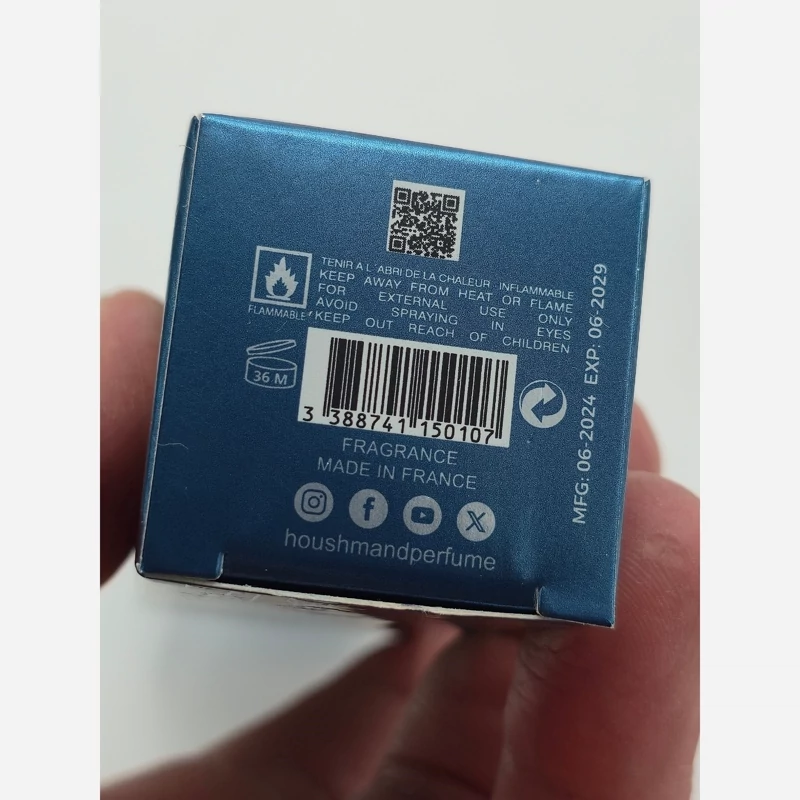 TENIR A L'ABRI DE LA CHALEUR INFLAMMABLE
KEEP AWAY FROM HEAT OR FLAME
FOR EXTERNAL USE ONLY
AVOID SPRAYING IN EYES
KEEP OUT REACH OF CHILDREN
FLAMMABLE
36 M
3 388741 150107
FRAGRANCE
MADE IN FRANCE
houshmandperfume
MFG: 06-2024 EXP: 06-2029